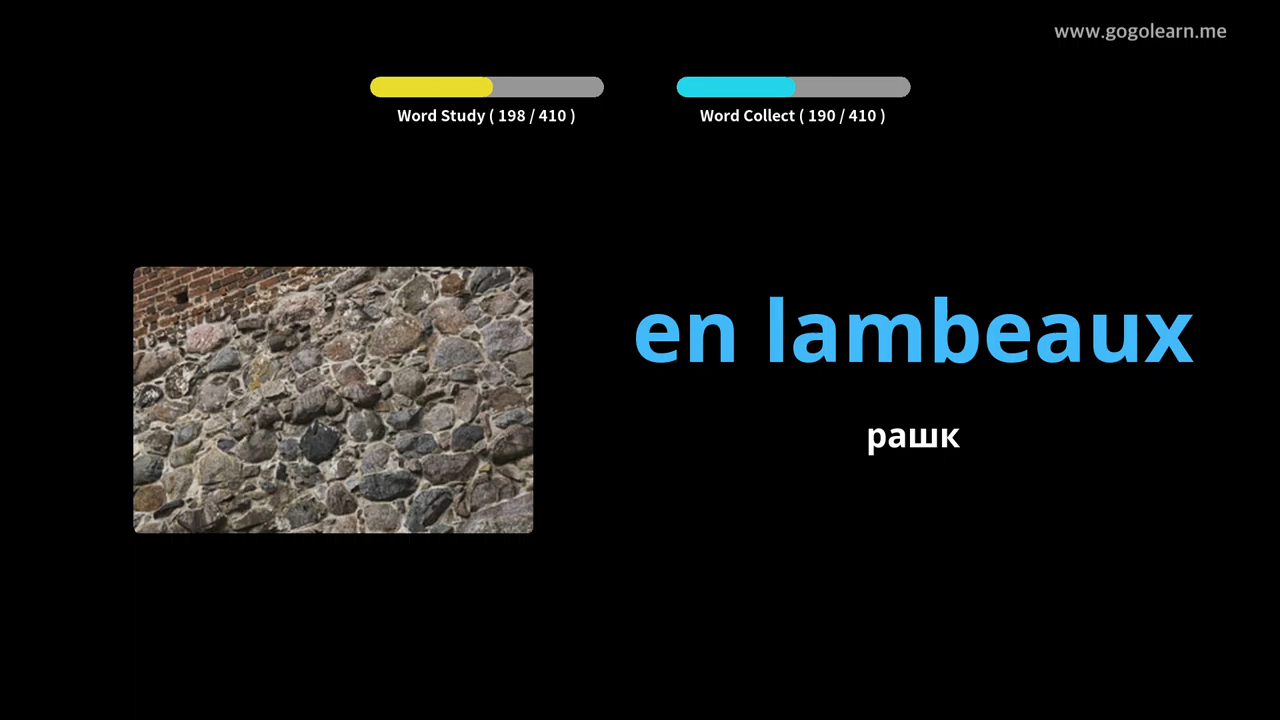 www.gogolearn.me
Word Study ( 198 / 410 )
Word Collect ( 190 / 410 )
en lambeaux
рашк